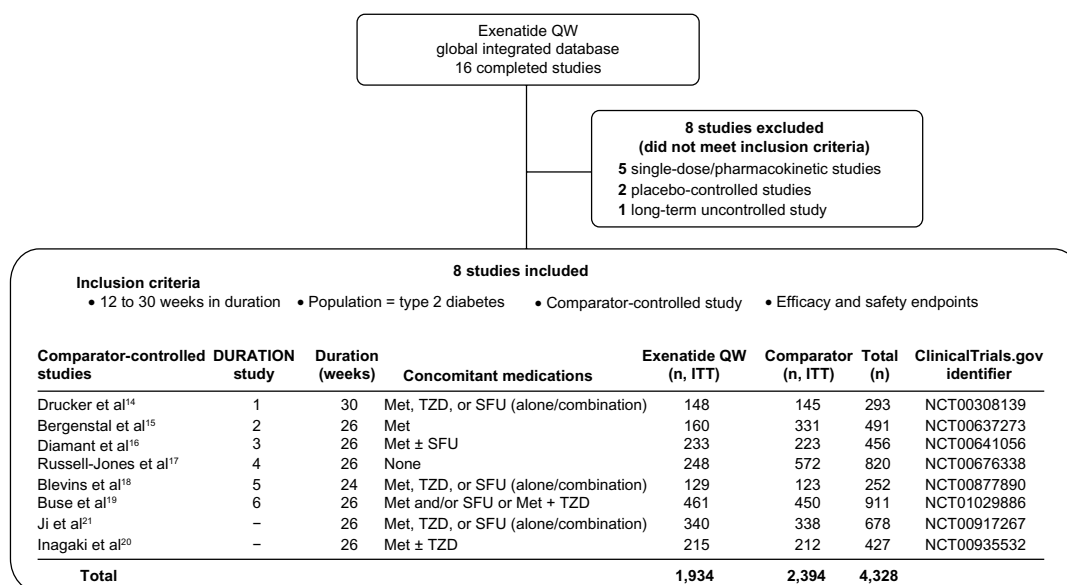 Exenatide QW
global integrated database
16 completed studies
8 studies excluded
(did not meet inclusion criteria)
5 single-dose/pharmacokinetic studies
2 placebo-controlled studies
1 long-term uncontrolled study
8 studies included
Inclusion criteria
• 12 to 30 weeks in duration • Population = type 2 diabetes • Comparator-controlled study • Efficacy and safety endpoints
Comparator-controlled DURATION Duration Exenatide QW Comparator Total ClinicalTrials.gov
studies study (weeks) Concomitant medications (n, ITT) (n, ITT) (n) identifier
Drucker et al¹⁴ 1 30 Met, TZD, or SFU (alone/combination) 148 145 293 NCT00308139
Bergenstal et al¹⁵ 2 26 Met 160 331 491 NCT00637273
Diamant et al¹⁶ 3 26 Met ± SFU 233 223 456 NCT00641056
Russell-Jones et al¹⁷ 4 26 None 248 572 820 NCT00676338
Blevins et al¹⁸ 5 24 Met, TZD, or SFU (alone/combination) 129 123 252 NCT00877890
Buse et al¹⁹ 6 26 Met and/or SFU or Met + TZD 461 450 911 NCT01029886
Ji et al²¹ – 26 Met, TZD, or SFU (alone/combination) 340 338 678 NCT00917267
Inagaki et al²⁰ – 26 Met ± TZD 215 212 427 NCT00935532
Total 1,934 2,394 4,328